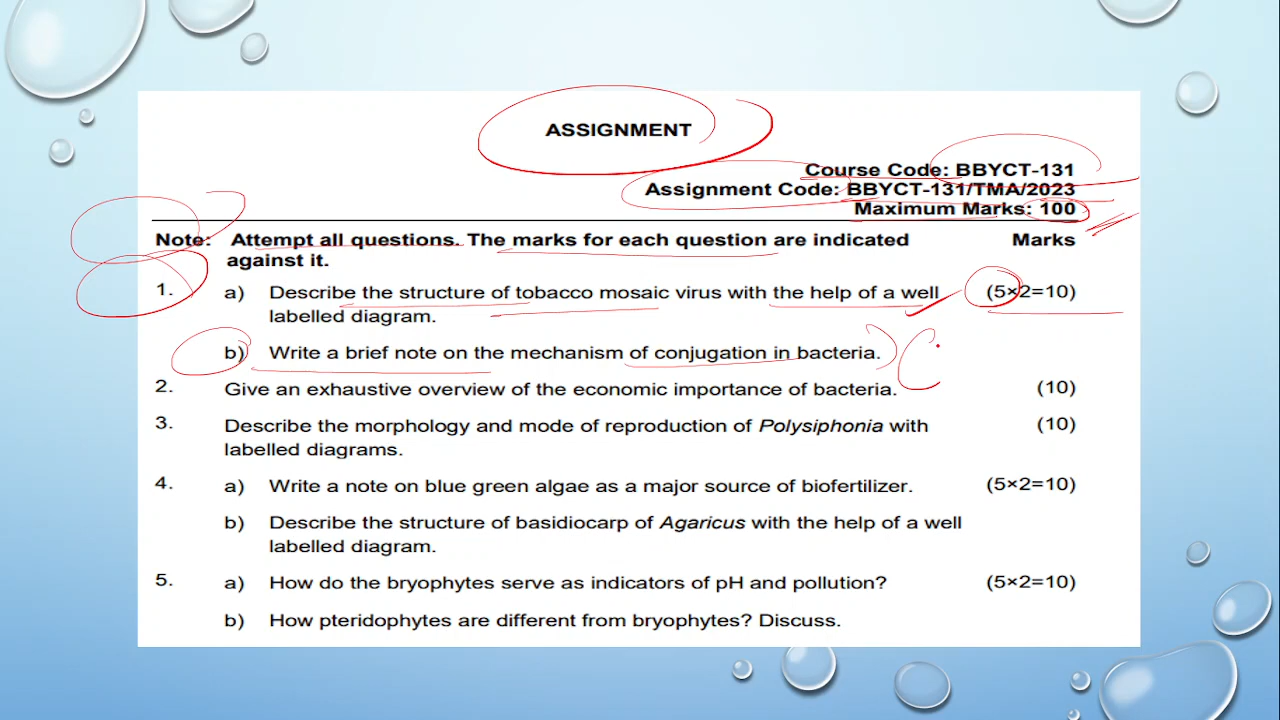 ASSIGNMENT
Course Code: BBYCT-131
Assignment Code: BBYCT-131/TMA/2023
Maximum Marks: 100
Note: Attempt all questions. The marks for each question are indicated Marks
against it.
1. a) Describe the structure of tobacco mosaic virus with the help of a well (5×2=10)
labelled diagram.
b) Write a brief note on the mechanism of conjugation in bacteria.
2. Give an exhaustive overview of the economic importance of bacteria. (10)
3. Describe the morphology and mode of reproduction of Polysiphonia with (10)
labelled diagrams.
4. a) Write a note on blue green algae as a major source of biofertilizer. (5×2=10)
b) Describe the structure of basidiocarp of Agaricus with the help of a well
labelled diagram.
5. a) How do the bryophytes serve as indicators of pH and pollution? (5×2=10)
b) How pteridophytes are different from bryophytes? Discuss.